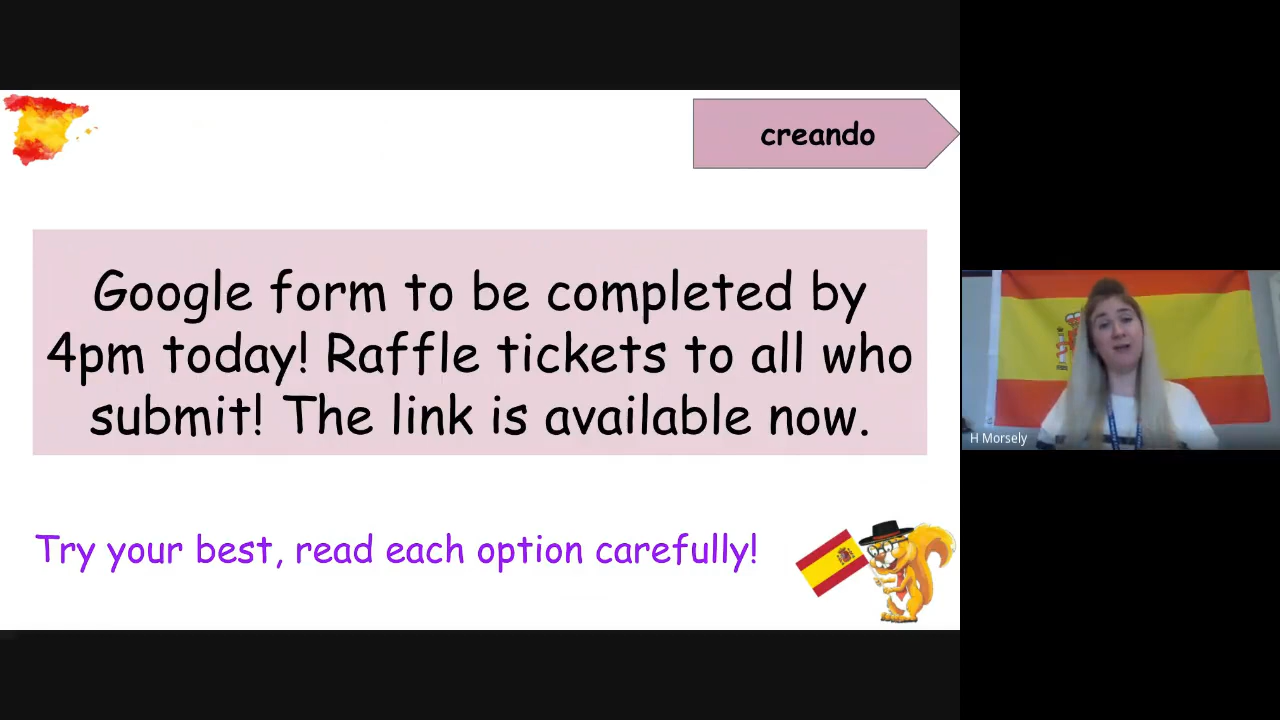 creando
Google form to be completed by
4pm today! Raffle tickets to all who
submit! The link is available now.
Try your best, read each option carefully!
H Morsely